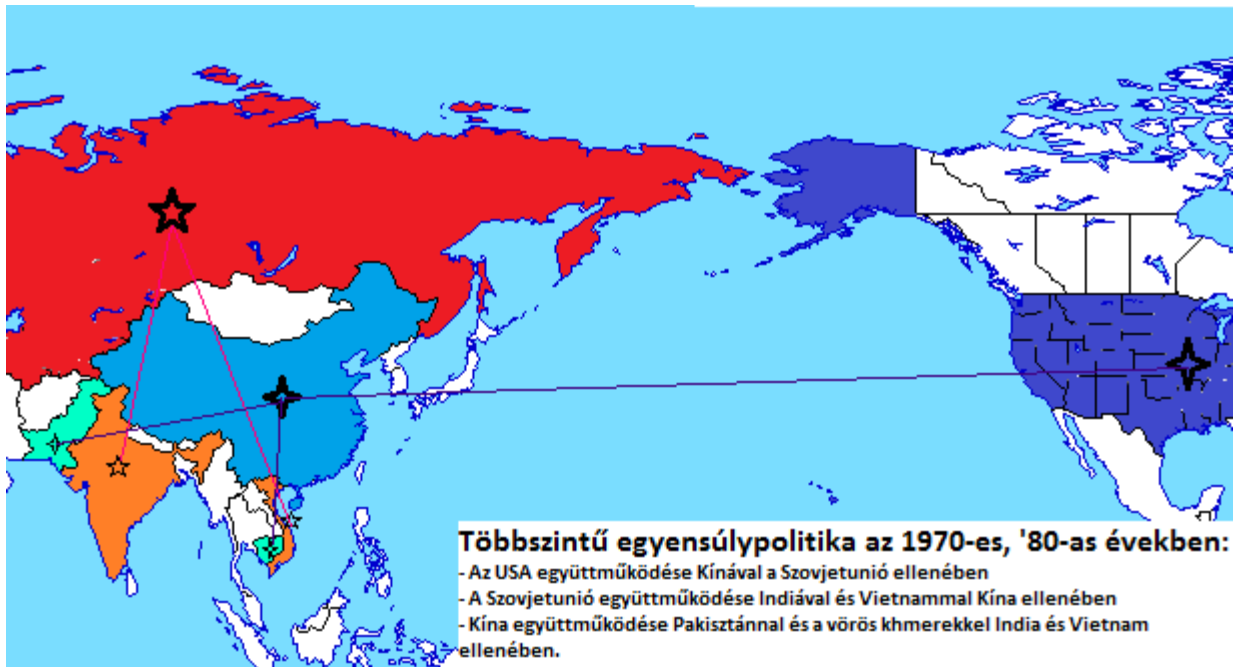 Többszintű egyensúlypolitika az 1970-es, '80-as években:
- Az USA együttműködése Kínával a Szovjetunió ellenében
- A Szovjetunió együttműködése Indiával és Vietnammal Kína ellenében
- Kína együttműködése Pakisztánnal és a vörös khmerekkel India és Vietnam
ellenében.